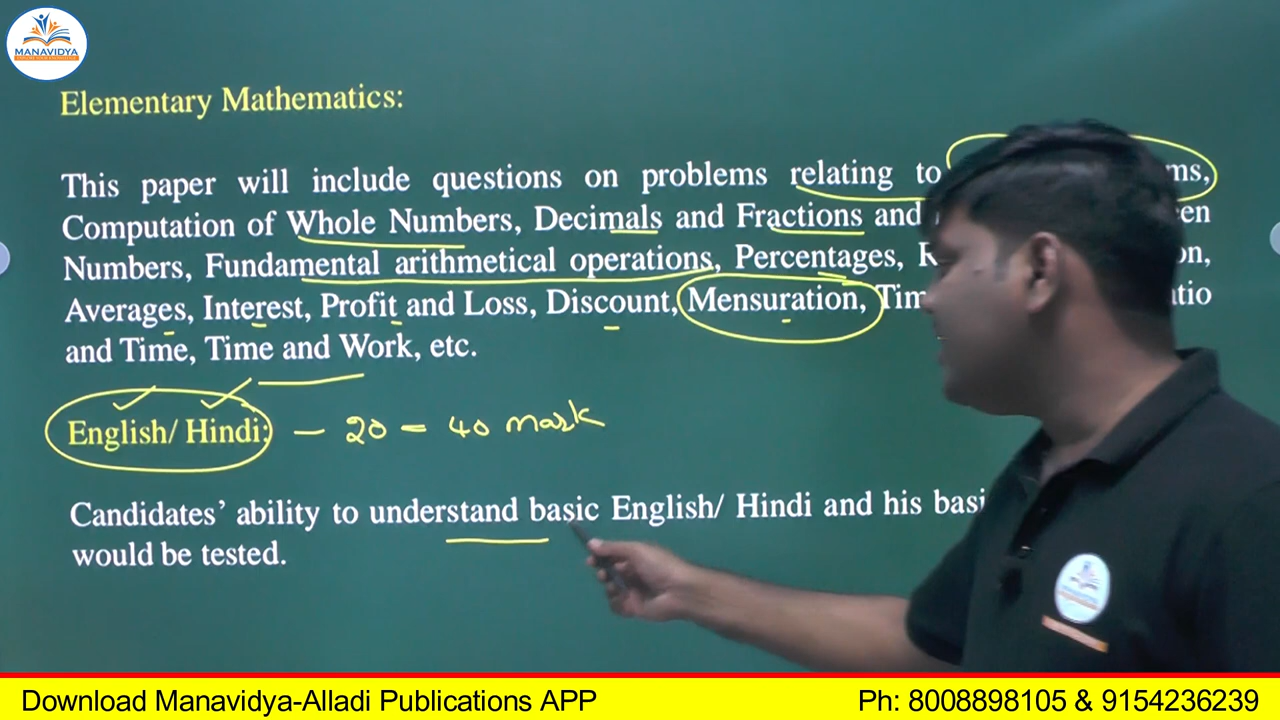 MANAVIDYA
Elementary Mathematics:
This paper will include questions on problems relating to
Computation of Whole Numbers, Decimals and Fractions and
Numbers, Fundamental arithmetical operations, Percentages,
Averages, Interest, Profit and Loss, Discount, Mensuration,
and Time, Time and Work, etc.
English/ Hindi: – 20 = 40 mark
Candidates’ ability to understand basic English/ Hindi and his
would be tested.
MANAVIDYA
Download Manavidya-Alladi Publications APP
Ph: 8008898105 & 9154236239